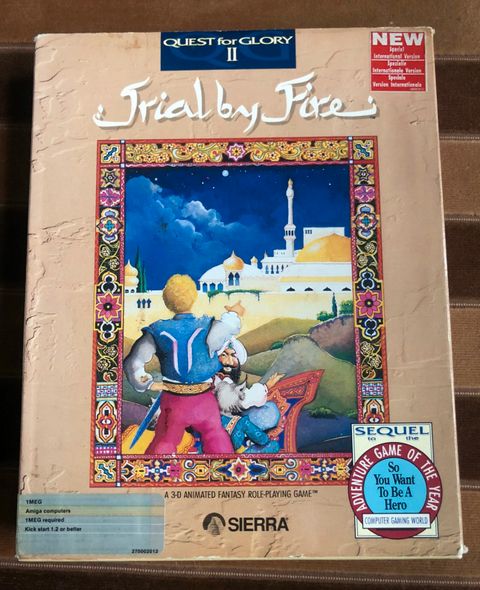 QUEST for GLORY
II
NEW
Special
International Version
Spezielle
Internationale Version
Speciale
Version Internationale
Trial by Fire
A 3-D ANIMATED FANTASY ROLE-PLAYING GAME™
SIERRA
1MEG
Amiga computers
1MEG required
Kick start 1.2 or better
270002612
SEQUEL
to the
ADVENTURE GAME OF THE YEAR
So
You Want
To Be A
Hero
COMPUTER GAMING WORLD